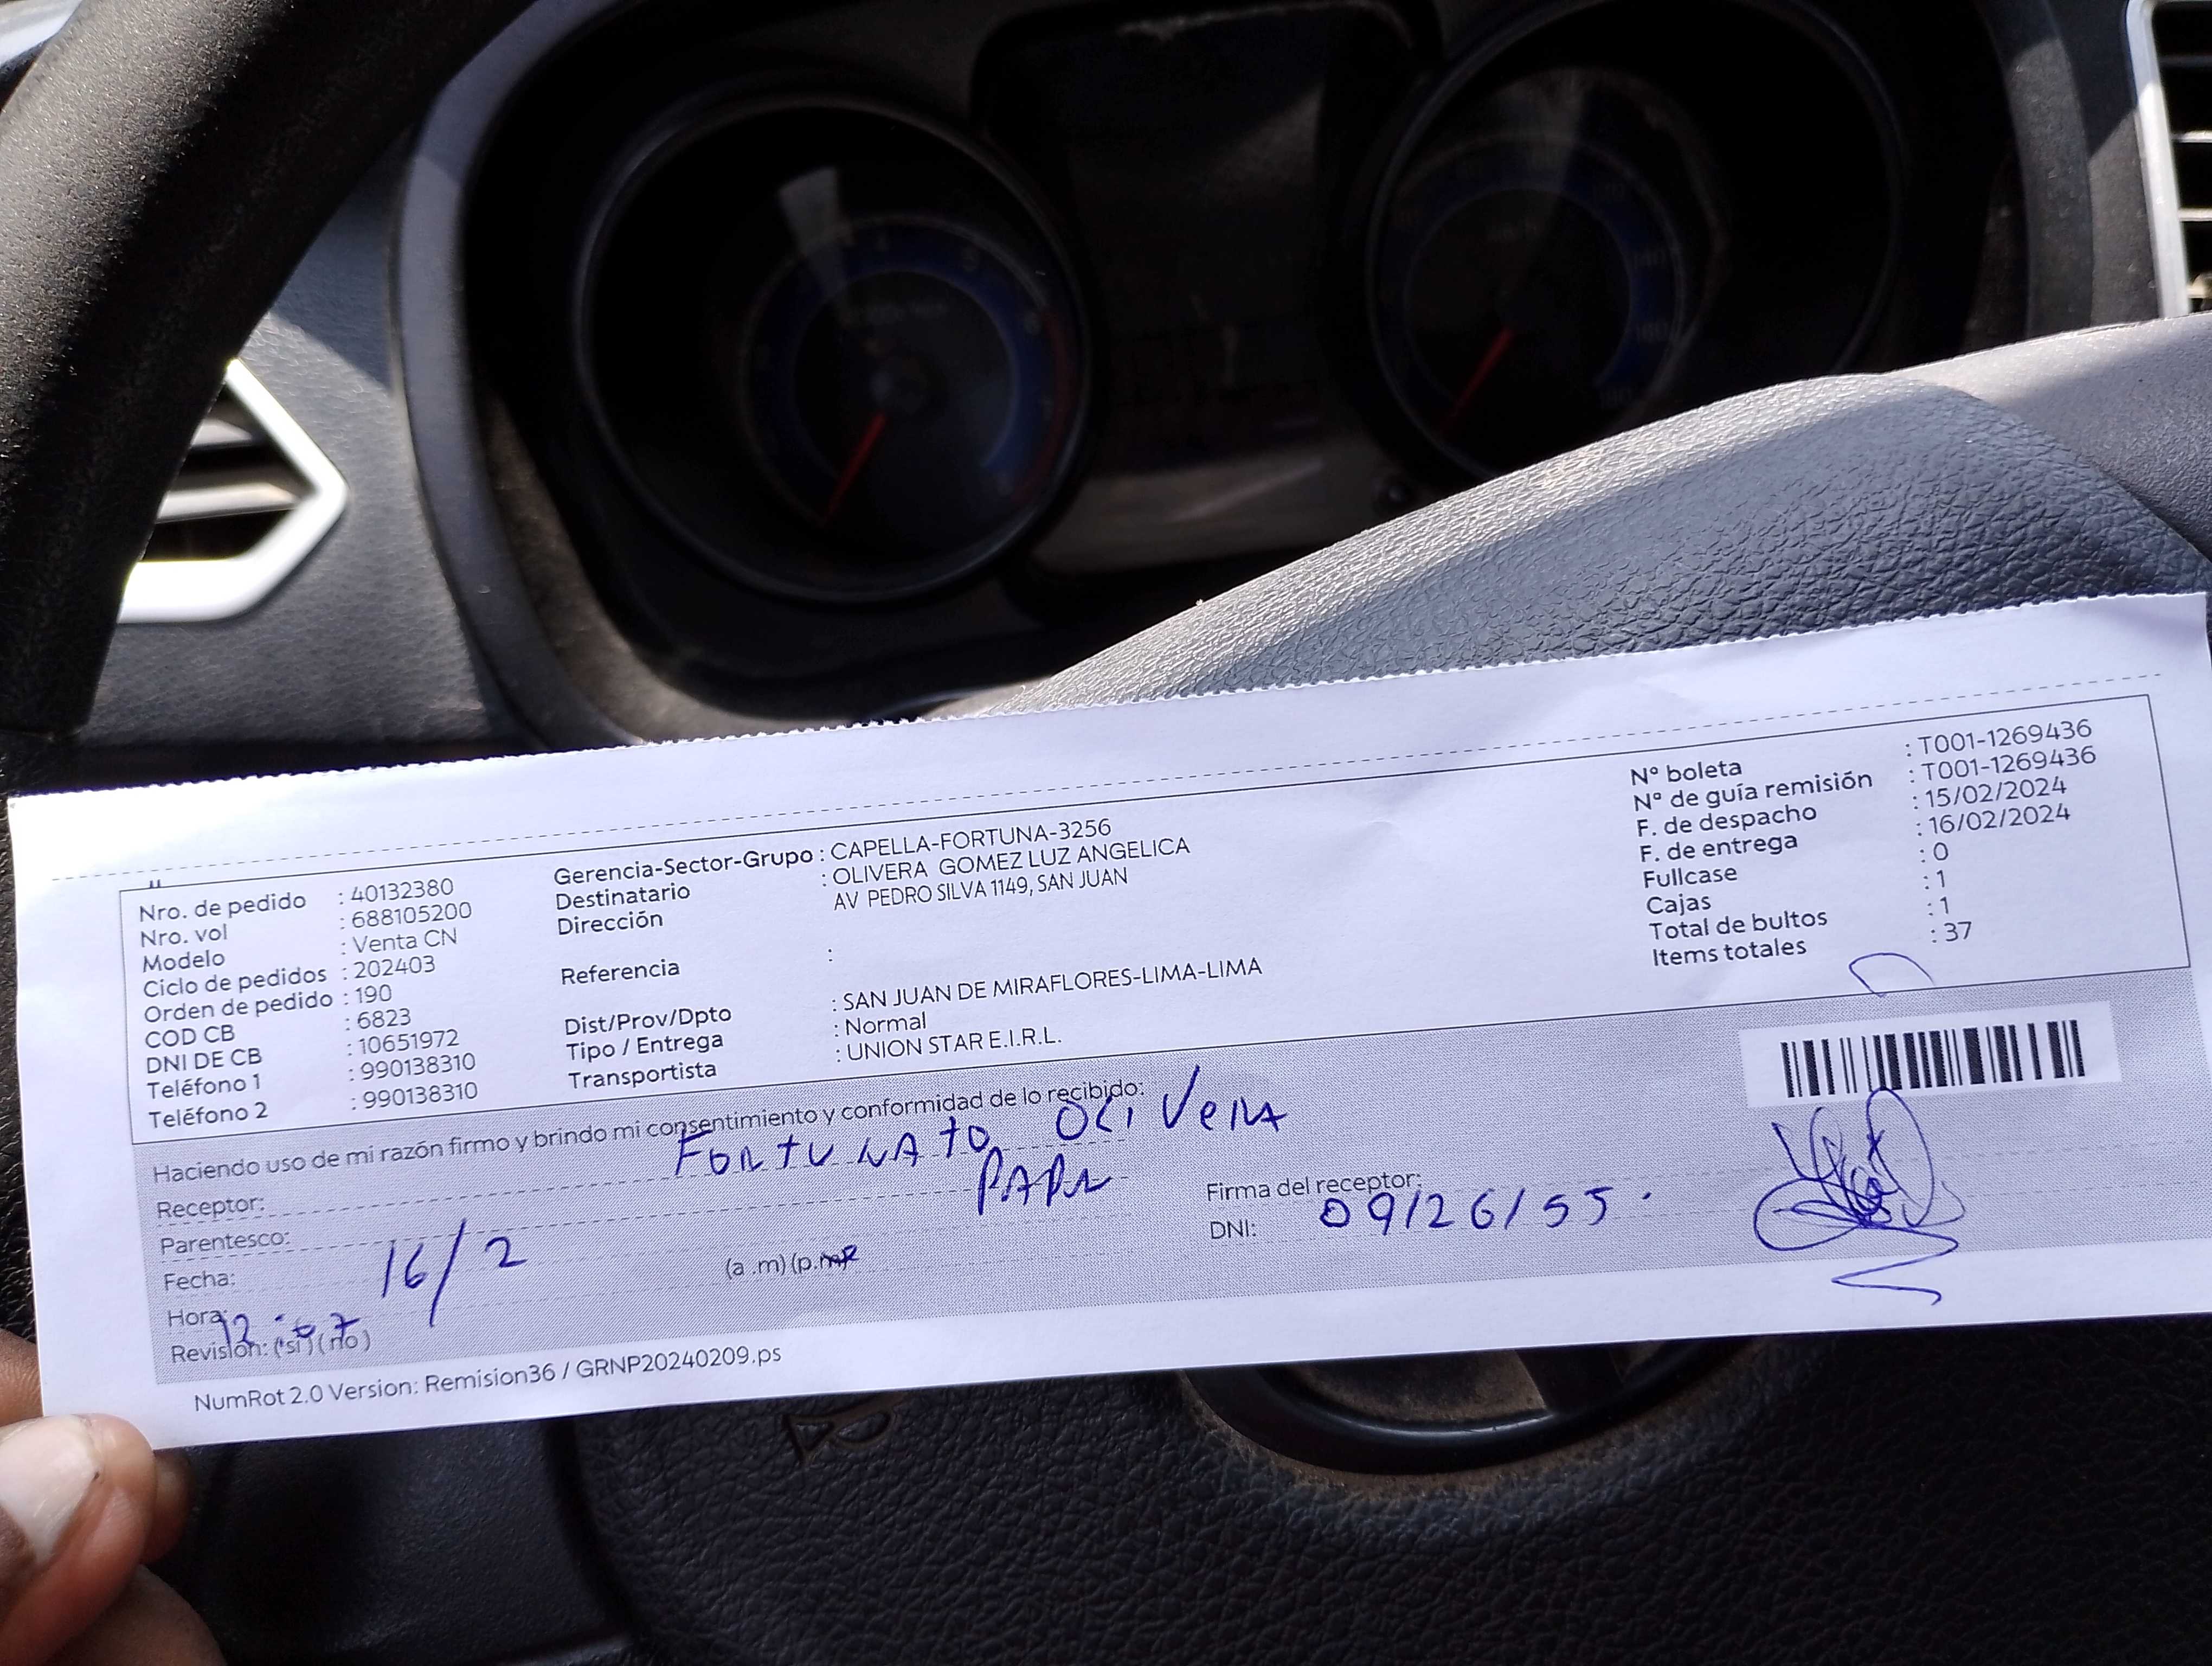 Nro. de pedido : 40132380
Nro. vol : 688105200
Modelo : Venta CN
Ciclo de pedidos : 202403
Orden de pedido : 190
COD CB : 6823
DNI DE CB : 10651972
Teléfono 1 : 990138310
Teléfono 2 : 990138310
Gerencia-Sector-Grupo : CAPELLA-FORTUNA-3256
Destinatario : OLIVERA GOMEZ LUZ ANGELICA
Dirección AV PEDRO SILVA 1149, SAN JUAN
Referencia :
Dist/Prov/Dpto : SAN JUAN DE MIRAFLORES-LIMA-LIMA
Tipo / Entrega : Normal
Transportista : UNION STAR E.I.R.L.
N° boleta : T001-1269436
N° de guía remisión : T001-1269436
F. de despacho : 15/02/2024
F. de entrega : 16/02/2024
Fullcase : 0
Cajas : 1
Total de bultos : 1
Items totales : 37
Haciendo uso de mi razón firmo y brindo mi consentimiento y conformidad de lo recibido:
Receptor: FORTUNATO OLIVERA
Parentesco: PAPA
Fecha: 16/2
Hora: (a .m) (p.m)
Revisión: (si) (no)
Firma del receptor:
DNI: 09126155
NumRot 2.0 Version: Remision36 / GRNP20240209.ps